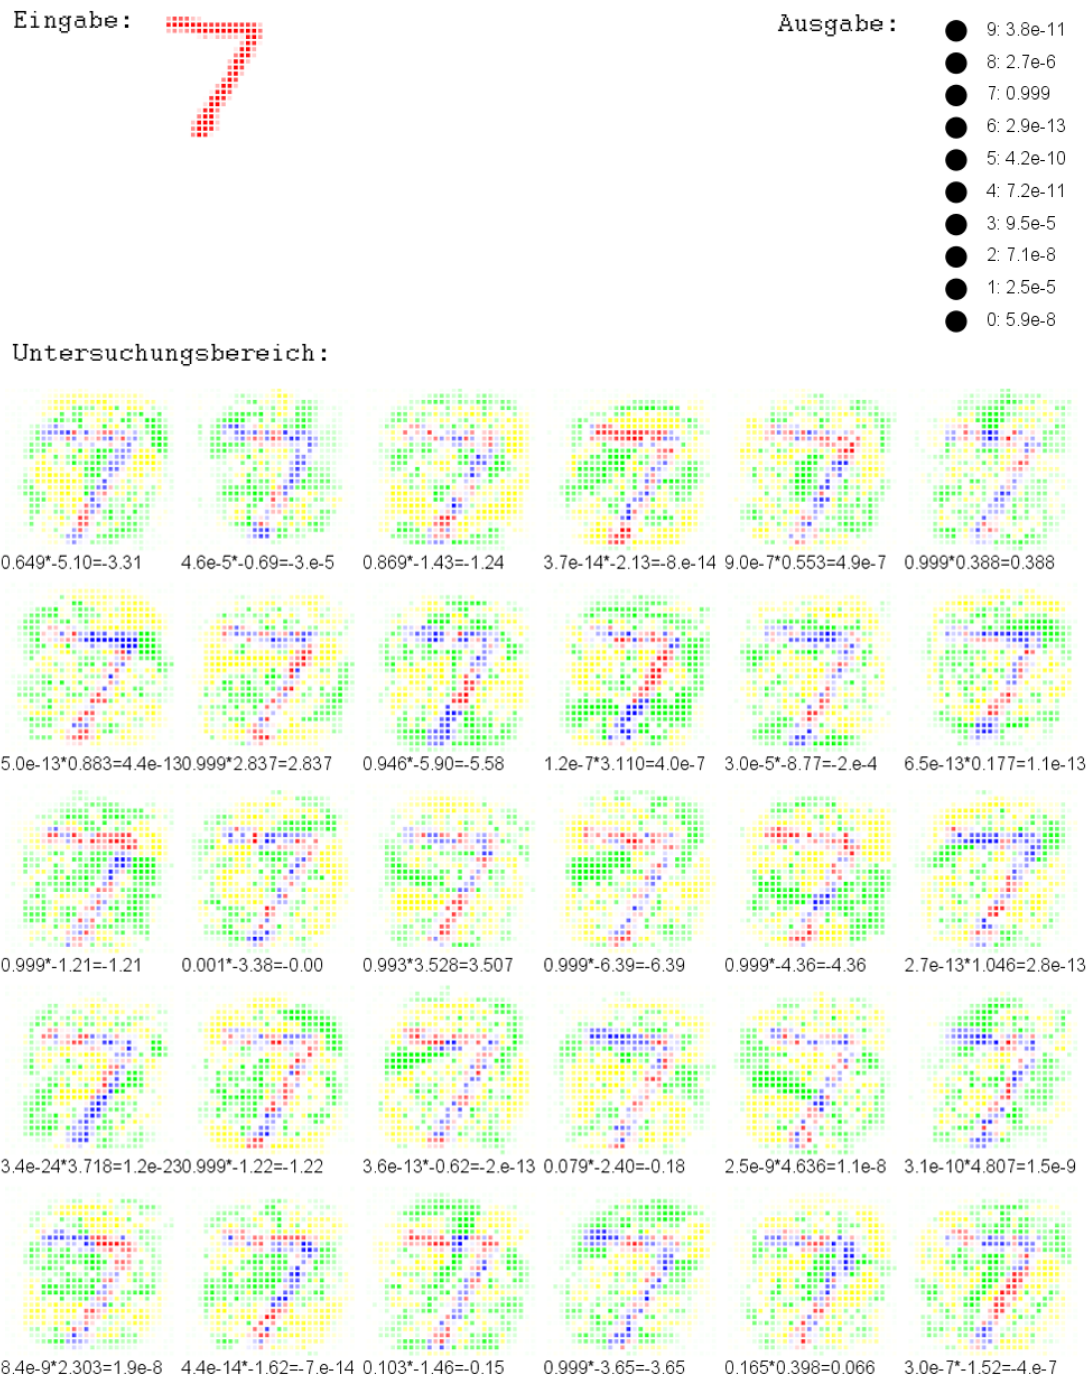 Eingabe:
Ausgabe:
9: 3.8e-11
8: 2.7e-6
7: 0.999
6: 2.9e-13
5: 4.2e-10
4: 7.2e-11
3: 9.5e-5
2: 7.1e-8
1: 2.5e-5
0: 5.9e-8
Untersuchungsbereich:
0.649*-5.10=-3.31 4.6e-5*-0.69=-3.e-5 0.869*-1.43=-1.24 3.7e-14*-2.13=-8.e-14 9.0e-7*0.553=4.9e-7 0.999*0.388=0.388
5.0e-13*0.883=4.4e-13 0.999*2.837=2.837 0.946*-5.90=-5.58 1.2e-7*3.110=4.0e-7 3.0e-5*-8.77=-2.e-4 6.5e-13*0.177=1.1e-13
0.999*-1.21=-1.21 0.001*-3.38=-0.00 0.993*3.528=3.507 0.999*-6.39=-6.39 0.999*-4.36=-4.36 2.7e-13*1.046=2.8e-13
3.4e-24*3.718=1.2e-23 0.999*-1.22=-1.22 3.6e-13*-0.62=-2.e-13 0.079*-2.40=-0.18 2.5e-9*4.636=1.1e-8 3.1e-10*4.807=1.5e-9
8.4e-9*2.303=1.9e-8 4.4e-14*-1.62=-7.e-14 0.103*-1.46=-0.15 0.999*-3.65=-3.65 0.165*0.398=0.066 3.0e-7*-1.52=-4.e-7